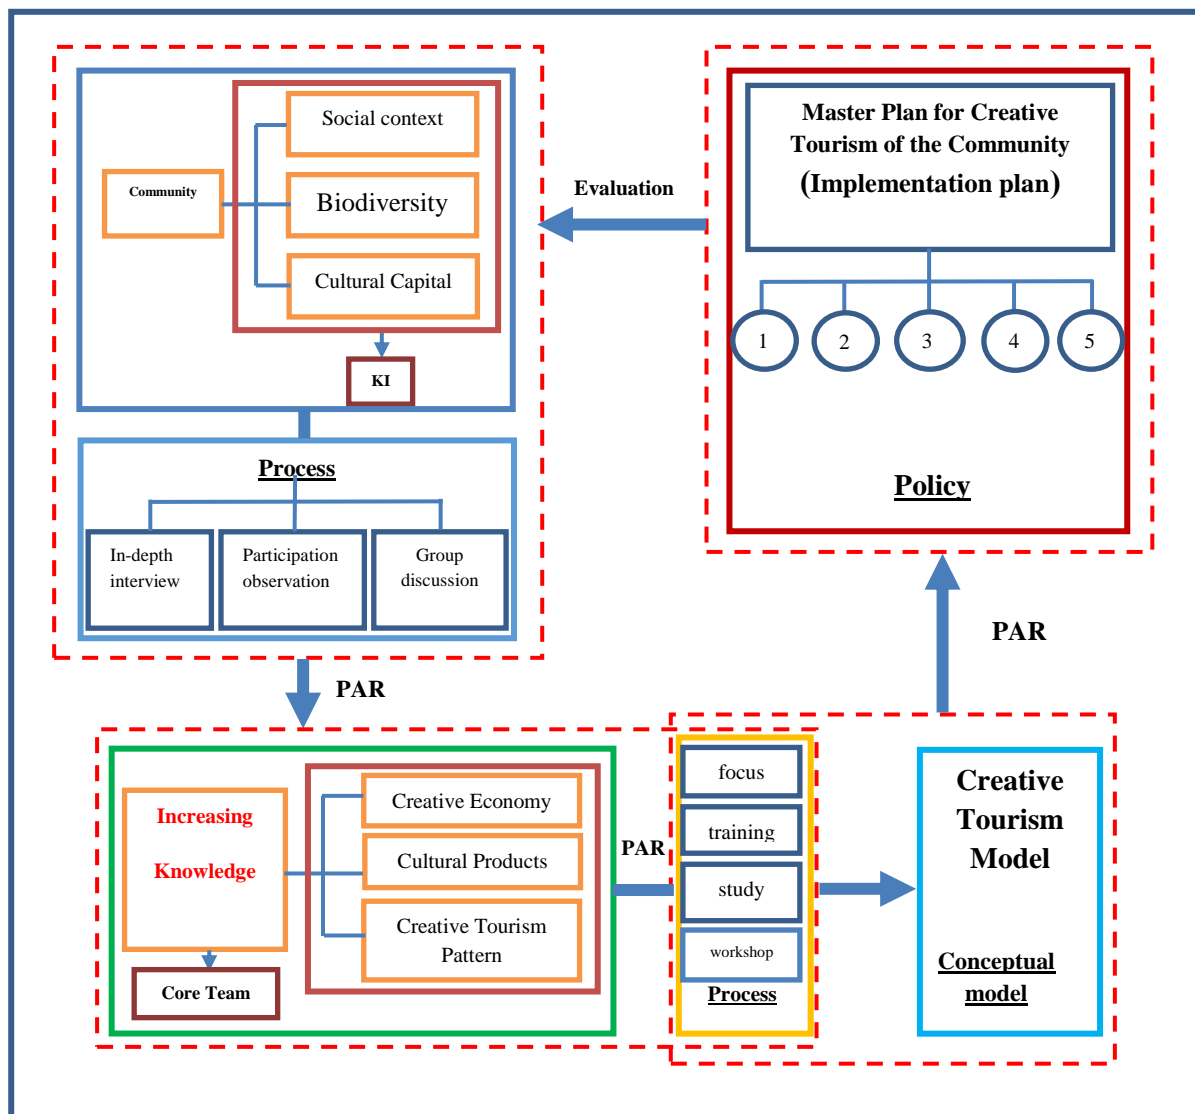 Social context
Community
Biodiversity
Cultural Capital
KI
Process
In-depth
interview
Participation
observation
Group
discussion
Evaluation
Master Plan for Creative
Tourism of the Community
(Implementation plan)
1
2
3
4
5
Policy
PAR
PAR
Increasing
Knowledge
Core Team
Creative Economy
Cultural Products
Creative Tourism
Pattern
PAR
focus
training
study
workshop
Process
Creative
Tourism
Model
Conceptual
model